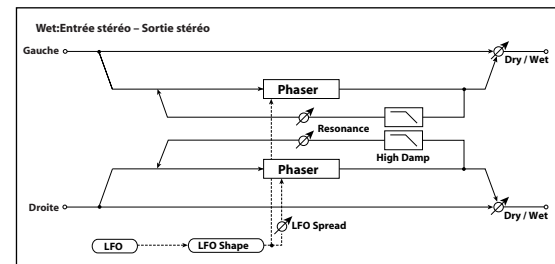 Wet:Entrée stéréo – Sortie stéréo
Gauche
Dry / Wet
Phaser
Resonance
High Damp
Phaser
Droite
Dry / Wet
LFO Spread
LFO
LFO Shape